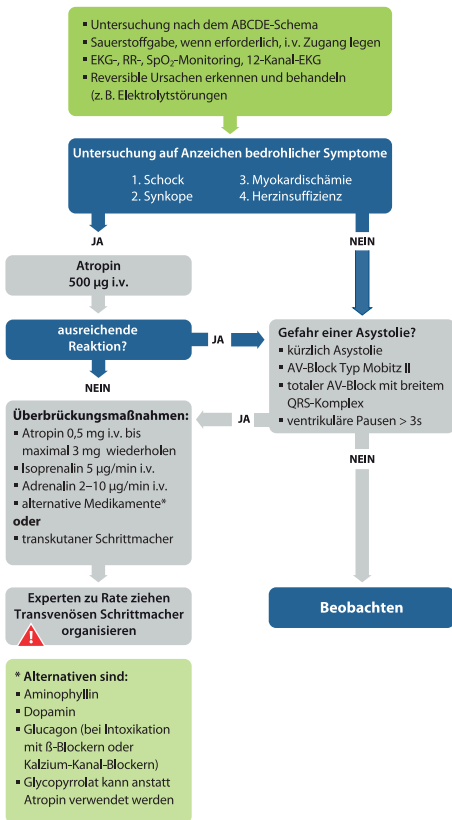 ▪ Untersuchung nach dem ABCDE-Schema
▪ Sauerstoffgabe, wenn erforderlich, i.v. Zugang legen
▪ EKG-, RR-, SpO₂-Monitoring, 12-Kanal-EKG
▪ Reversible Ursachen erkennen und behandeln
(z. B. Elektrolytstörungen
Untersuchung auf Anzeichen bedrohlicher Symptome
1. Schock
2. Synkope
3. Myokardischämie
4. Herzinsuffizienz
JA
NEIN
Atropin
500 µg i.v.
ausreichende
Reaktion?
JA
NEIN
Gefahr einer Asystolie?
▪ kürzlich Asystolie
▪ AV-Block Typ Mobitz II
▪ totaler AV-Block mit breitem
QRS-Komplex
▪ ventrikuläre Pausen > 3s
JA
NEIN
Überbrückungsmaßnahmen:
▪ Atropin 0,5 mg i.v. bis
maximal 3 mg wiederholen
▪ Isoprenalin 5 µg/min i.v.
▪ Adrenalin 2–10 µg/min i.v.
▪ alternative Medikamente*
oder
▪ transkutaner Schrittmacher
Experten zu Rate ziehen
Transvenösen Schrittmacher
organisieren
!
Beobachten
* Alternativen sind:
▪ Aminophyllin
▪ Dopamin
▪ Glucagon (bei Intoxikation
mit ß-Blockern oder
Kalzium-Kanal-Blockern)
▪ Glycopyrrolat kann anstatt
Atropin verwendet werden